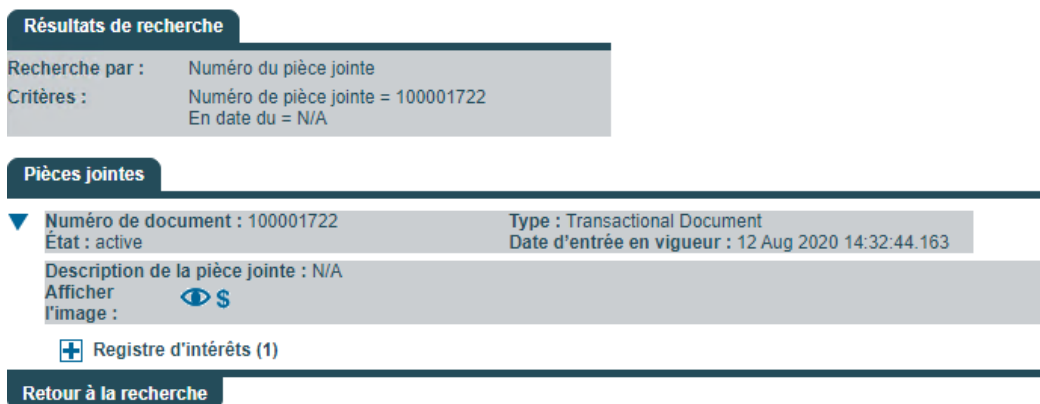 Résultats de recherche
Recherche par : Numéro du pièce jointe
Critères : Numéro de pièce jointe = 100001722
En date du = N/A
Pièces jointes
Numéro de document : 100001722 Type : Transactional Document
État : active Date d'entrée en vigueur : 12 Aug 2020 14:32:44.163
Description de la pièce jointe : N/A
Afficher
l'image : $
Registre d'intérêts (1)
Retour à la recherche